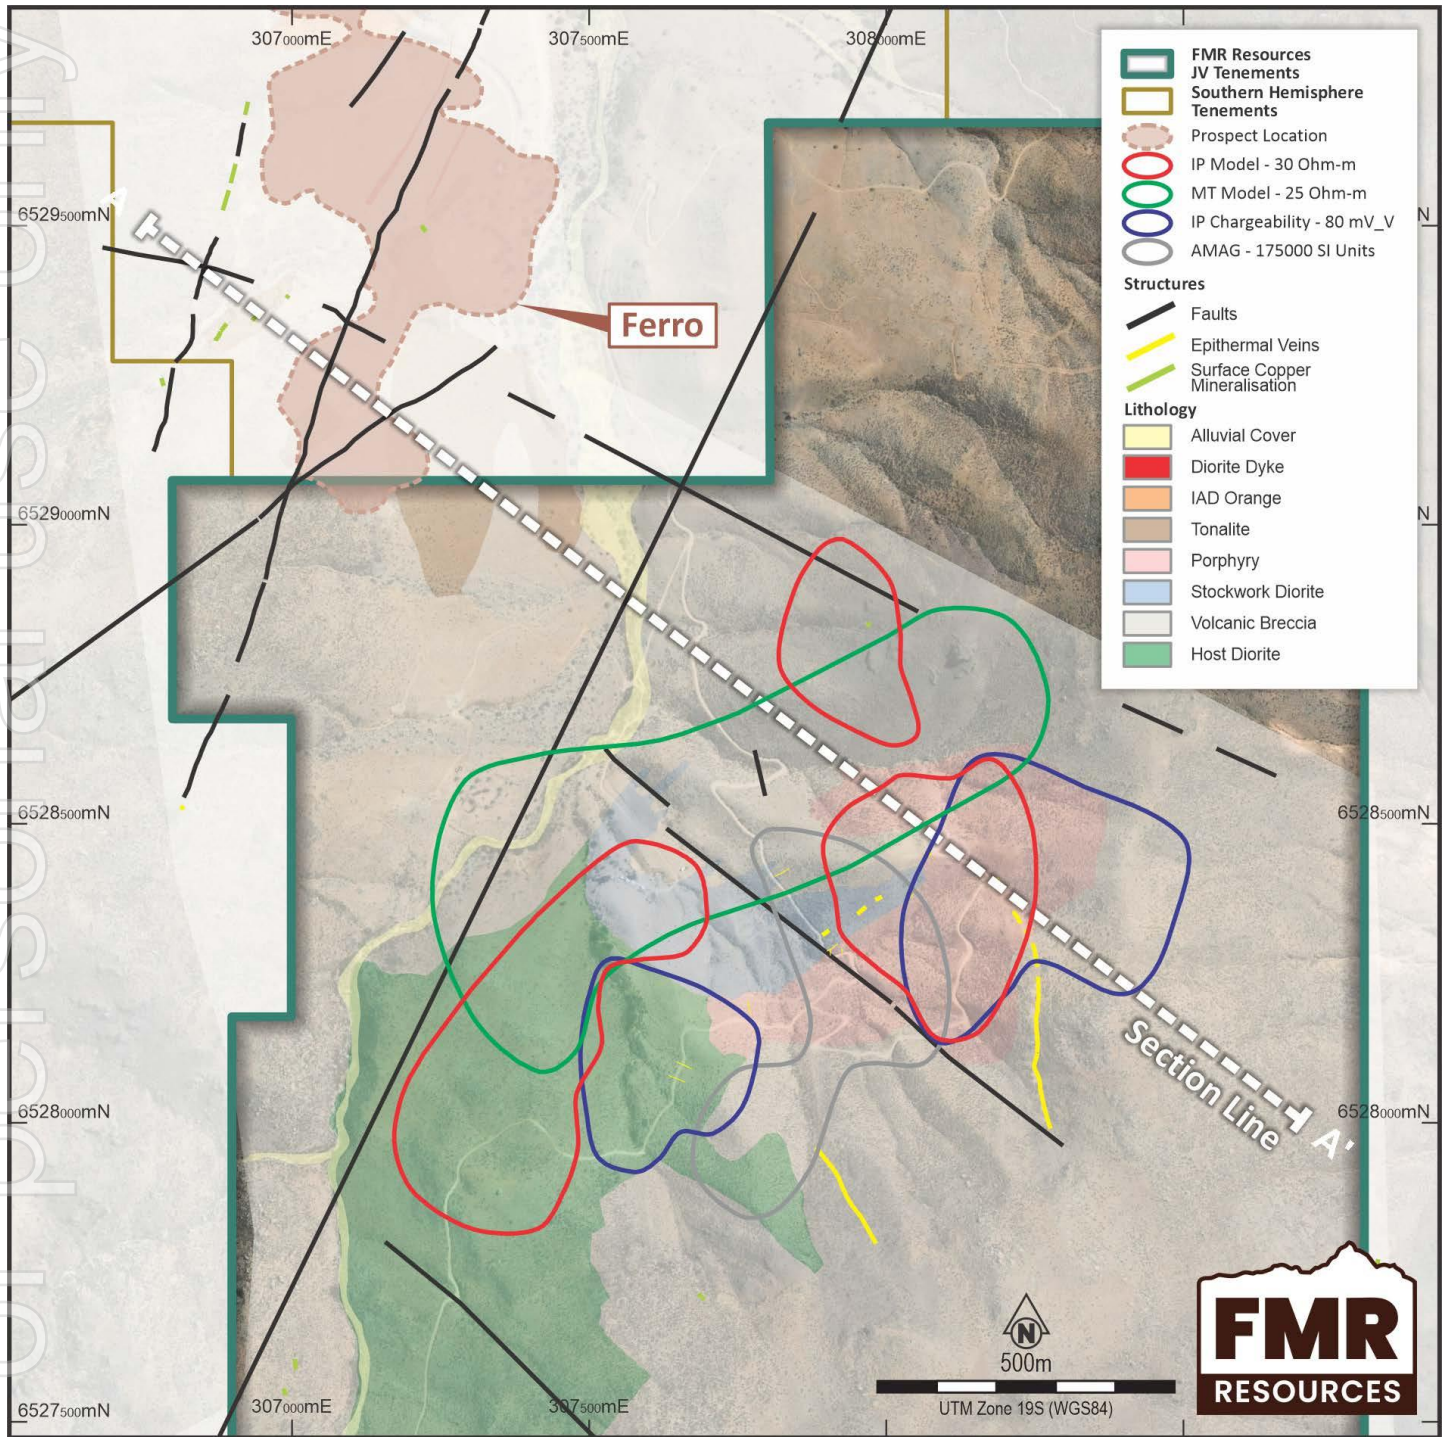 307000mE
307500mE
308000mE
FMR Resources
JV Tenements
Southern Hemisphere
Tenements
Prospect Location
IP Model - 30 Ohm-m
MT Model - 25 Ohm-m
IP Chargeability - 80 mV_V
AMAG - 175000 SI Units
Structures
Faults
Epithermal Veins
Surface Copper
Mineralisation
Lithology
Alluvial Cover
Diorite Dyke
IAD Orange
Tonalite
Porphyry
Stockwork Diorite
Volcanic Breccia
Host Diorite
A
6529500mN
N
Ferro
6529000mN
N
6528500mN
6528500mN
6528000mN
6528000mN
Section Line
A'
N
500m
UTM Zone 19S (WGS84)
FMR
RESOURCES
6527500mN
307000mE
307500mE